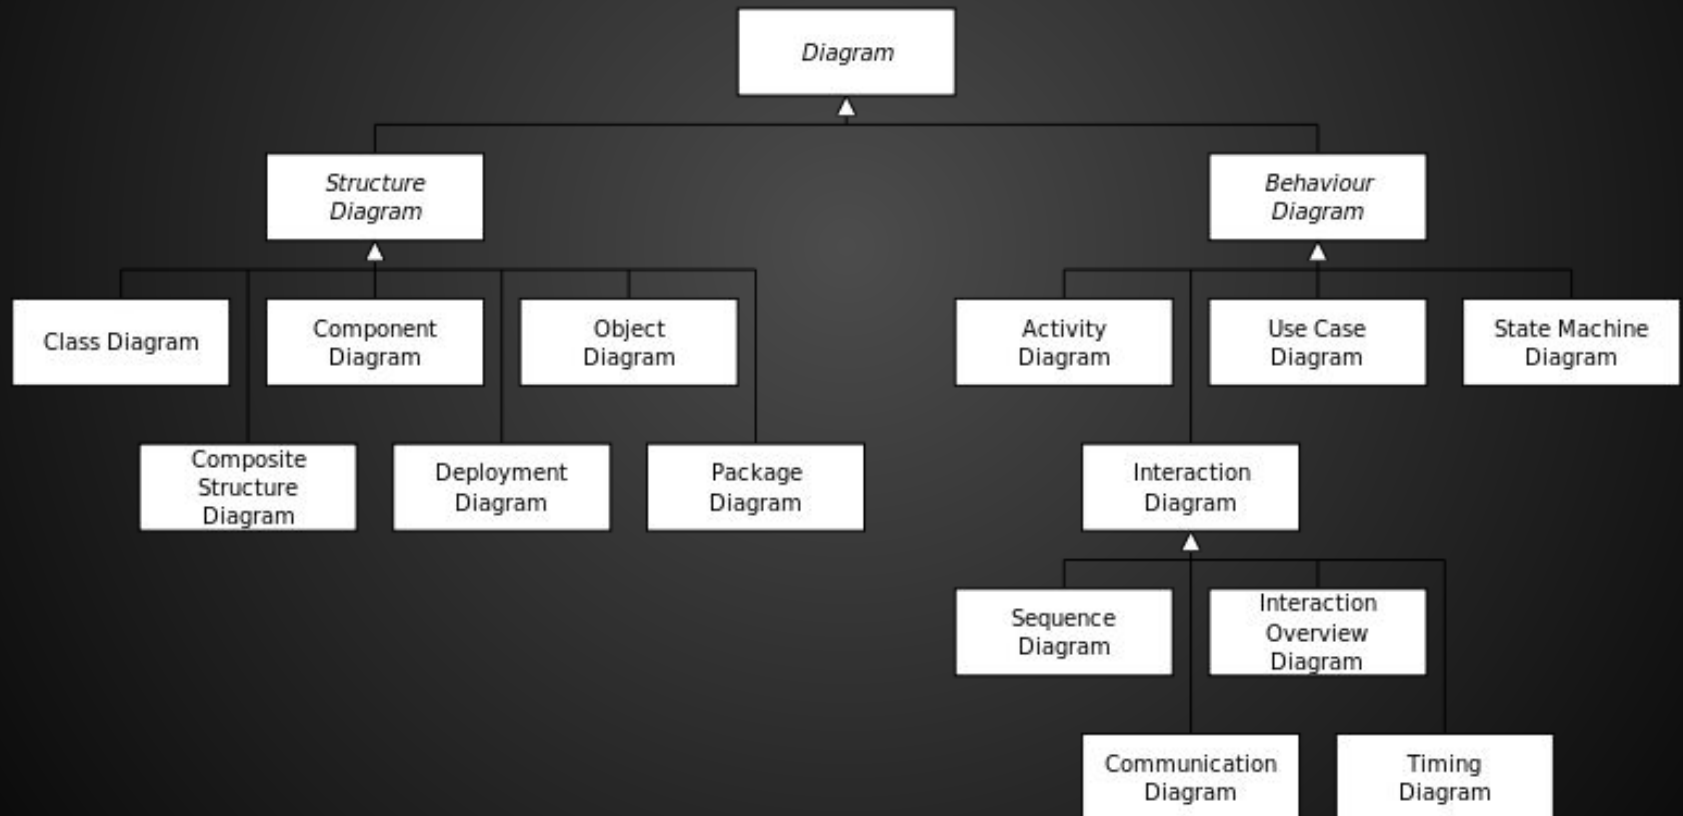 Diagram
Structure
Diagram
Behaviour
Diagram
Class Diagram
Component
Diagram
Object
Diagram
Activity
Diagram
Use Case
Diagram
State Machine
Diagram
Composite
Structure
Diagram
Deployment
Diagram
Package
Diagram
Interaction
Diagram
Sequence
Diagram
Interaction
Overview
Diagram
Communication
Diagram
Timing
Diagram